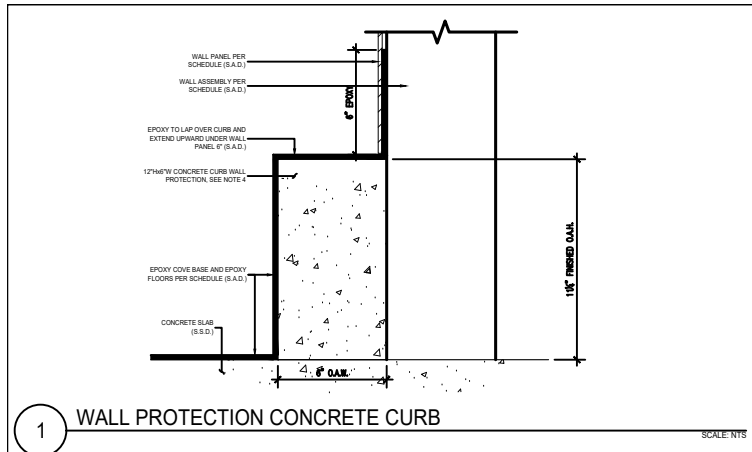 WALL PANEL PER
SCHEDULE (S.A.D.)
WALL ASSEMBLY PER
SCHEDULE (S.A.D.)
6" EPOXY
EPOXY TO LAP OVER CURB AND
EXTEND UPWARD UNDER WALL
PANEL 6" (S.A.D.)
12"Hx6"W CONCRETE CURB WALL
PROTECTION, SEE NOTE 4
EPOXY COVE BASE AND EPOXY
FLOORS PER SCHEDULE (S.A.D.)
CONCRETE SLAB
(S.S.D.)
FINISHED O.A.H.
6" O.A.W.
1 WALL PROTECTION CONCRETE CURB
SCALE: NTS